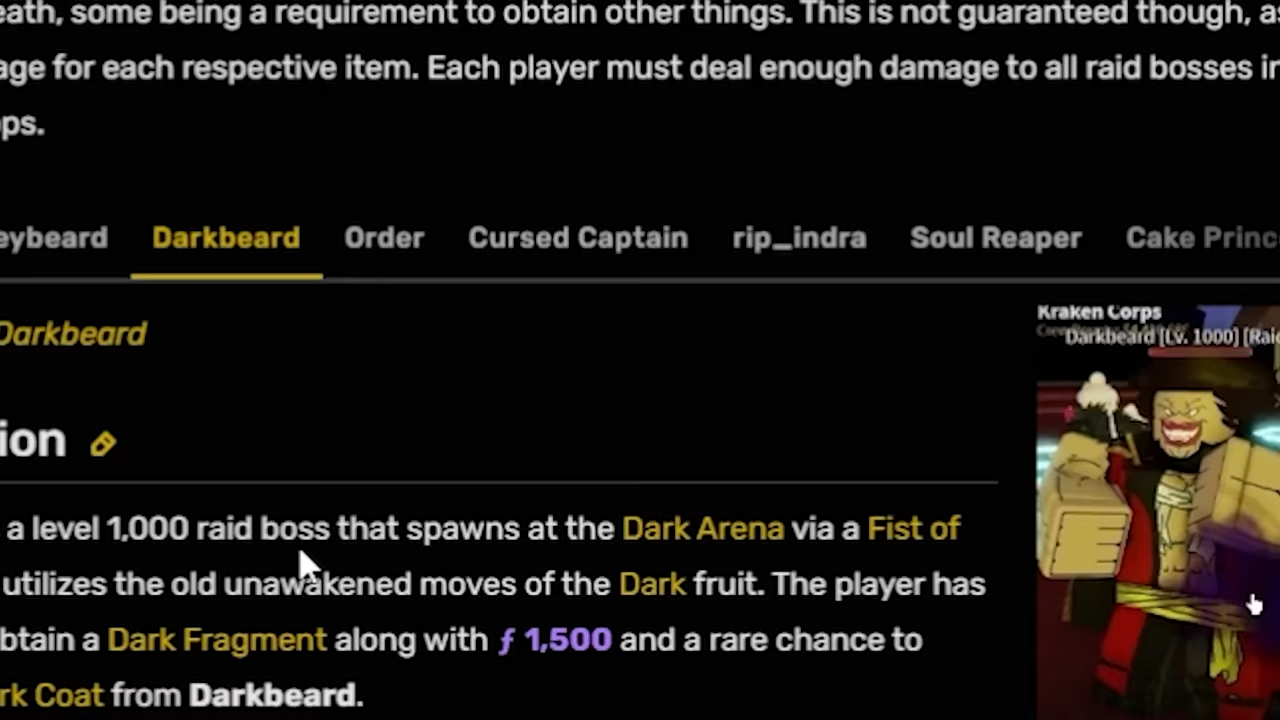 eath, some being a requirement to obtain other things. This is not guaranteed though, as
age for each respective item. Each player must deal enough damage to all raid bosses in
ops.
eybeard Darkbeard Order Cursed Captain rip_indra Soul Reaper Cake Princ
Darkbeard
Kraken Corps
Darkbeard [Lv. 1000] [Raid
ion
a level 1,000 raid boss that spawns at the Dark Arena via a Fist of
utilizes the old unawakened moves of the Dark fruit. The player has
btain a Dark Fragment along with ƒ 1,500 and a rare chance to
rk Coat from Darkbeard.